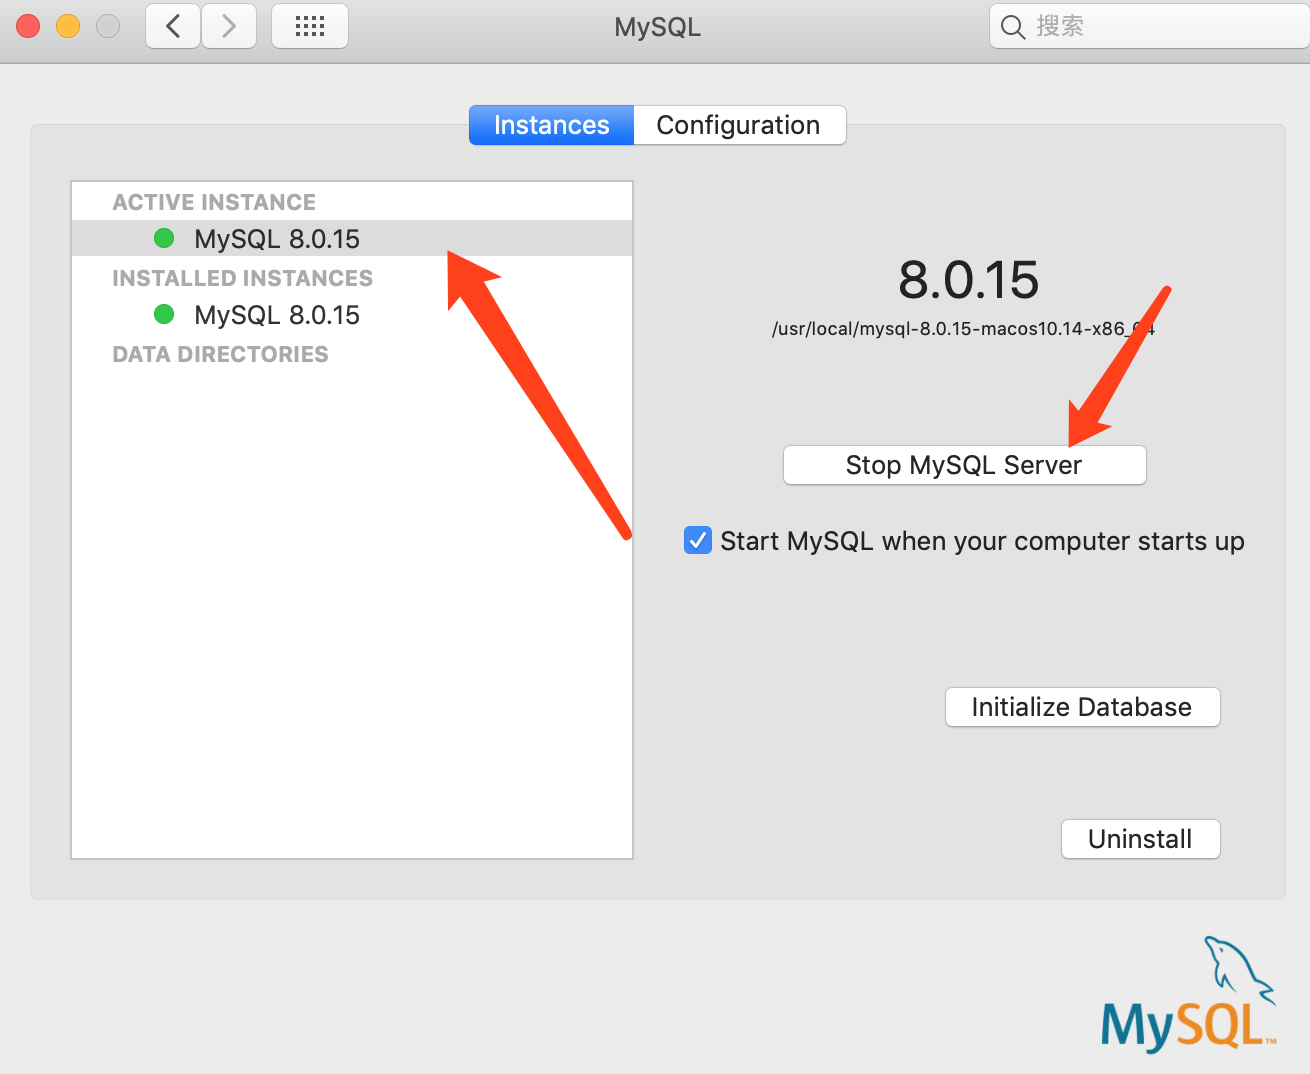 MySQL
搜索
Instances
Configuration
ACTIVE INSTANCE
MySQL 8.0.15
INSTALLED INSTANCES
MySQL 8.0.15
DATA DIRECTORIES
8.0.15
/usr/local/mysql-8.0.15-macos10.14-x86_64
Stop MySQL Server
Start MySQL when your computer starts up
Initialize Database
Uninstall
MySQL™